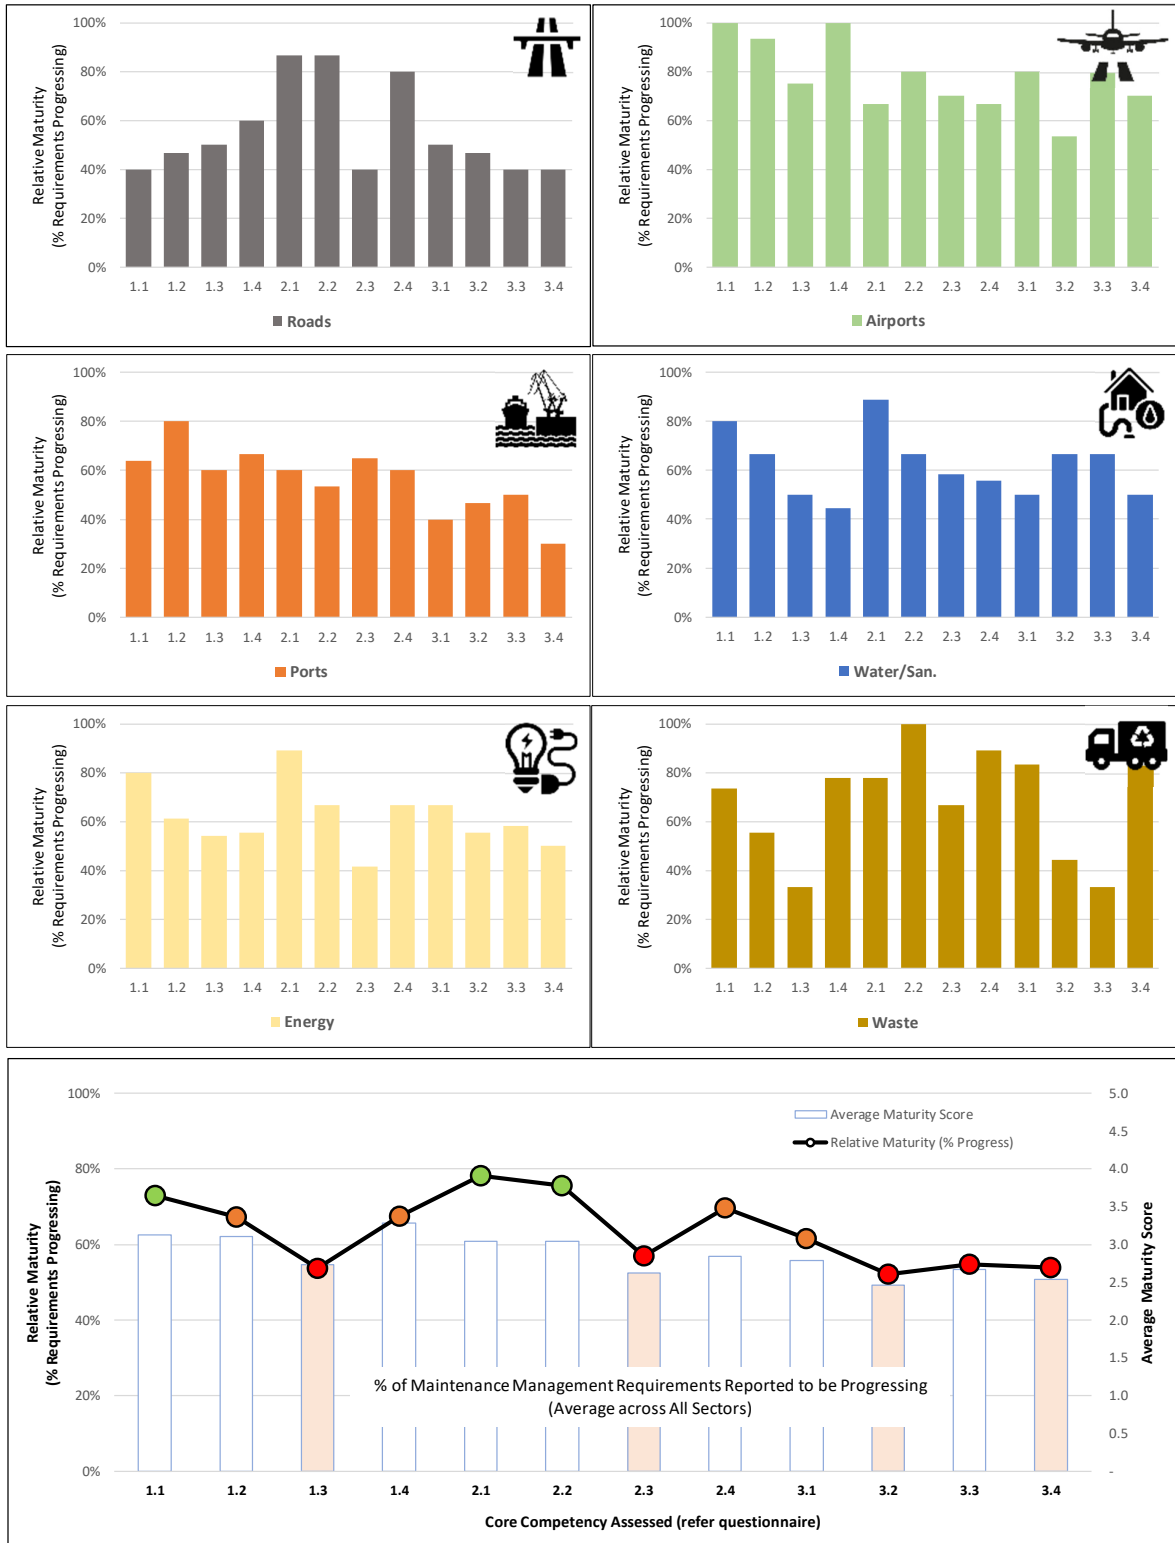 100%
80%
60%
40%
20%
0%
Relative Maturity
(% Requirements Progressing)
1.1 1.2 1.3 1.4 2.1 2.2 2.3 2.4 3.1 3.2 3.3 3.4
Roads
100%
80%
60%
40%
20%
0%
Relative Maturity
(% Requirements Progressing)
1.1 1.2 1.3 1.4 2.1 2.2 2.3 2.4 3.1 3.2 3.3 3.4
Airports
100%
80%
60%
40%
20%
0%
Relative Maturity
(% Requirements Progressing)
1.1 1.2 1.3 1.4 2.1 2.2 2.3 2.4 3.1 3.2 3.3 3.4
Ports
100%
80%
60%
40%
20%
0%
Relative Maturity
(% Requirements Progressing)
1.1 1.2 1.3 1.4 2.1 2.2 2.3 2.4 3.1 3.2 3.3 3.4
Water/San.
100%
80%
60%
40%
20%
0%
Relative Maturity
(% Requirements Progressing)
1.1 1.2 1.3 1.4 2.1 2.2 2.3 2.4 3.1 3.2 3.3 3.4
Energy
100%
80%
60%
40%
20%
0%
Relative Maturity
(% Requirements Progressing)
1.1 1.2 1.3 1.4 2.1 2.2 2.3 2.4 3.1 3.2 3.3 3.4
Waste
100%
80%
60%
40%
20%
0%
Relative Maturity
(% Requirements Progressing)
Average Maturity Score
Relative Maturity (% Progress)
5.0
4.5
4.0
3.5
3.0
2.5
2.0
1.5
1.0
0.5
-
Average Maturity Score
% of Maintenance Management Requirements Reported to be Progressing
(Average across All Sectors)
1.1 1.2 1.3 1.4 2.1 2.2 2.3 2.4 3.1 3.2 3.3 3.4
Core Competency Assessed (refer questionnaire)